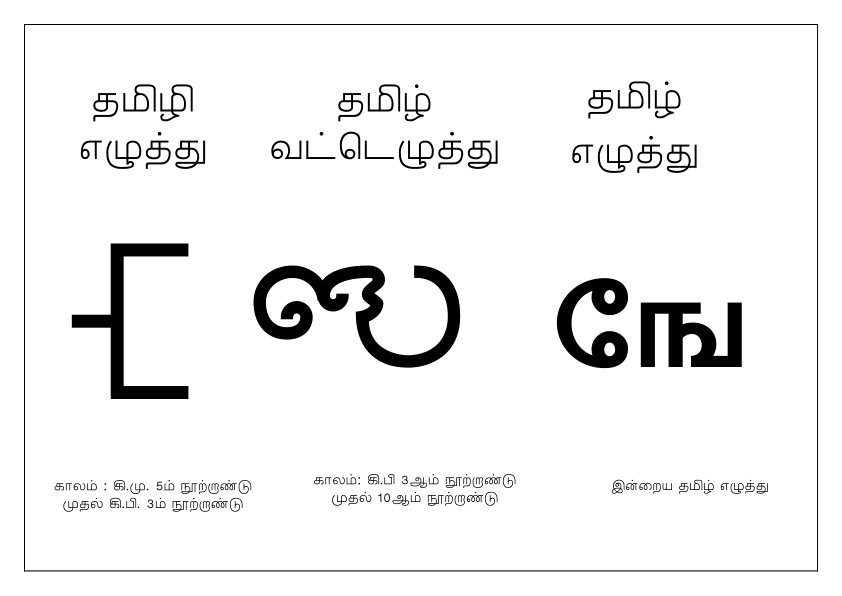 தமிழி
எழுத்து
தமிழ்
வட்டெழுத்து
தமிழ்
எழுத்து
ஙே
காலம் : கி.மு. 5ம் நூற்றாண்டு
முதல் கி.பி. 3ம் நூற்றாண்டு
காலம்: கி.பி 3ஆம் நூற்றாண்டு
முதல் 10ஆம் நூற்றாண்டு
இன்றைய தமிழ் எழுத்து